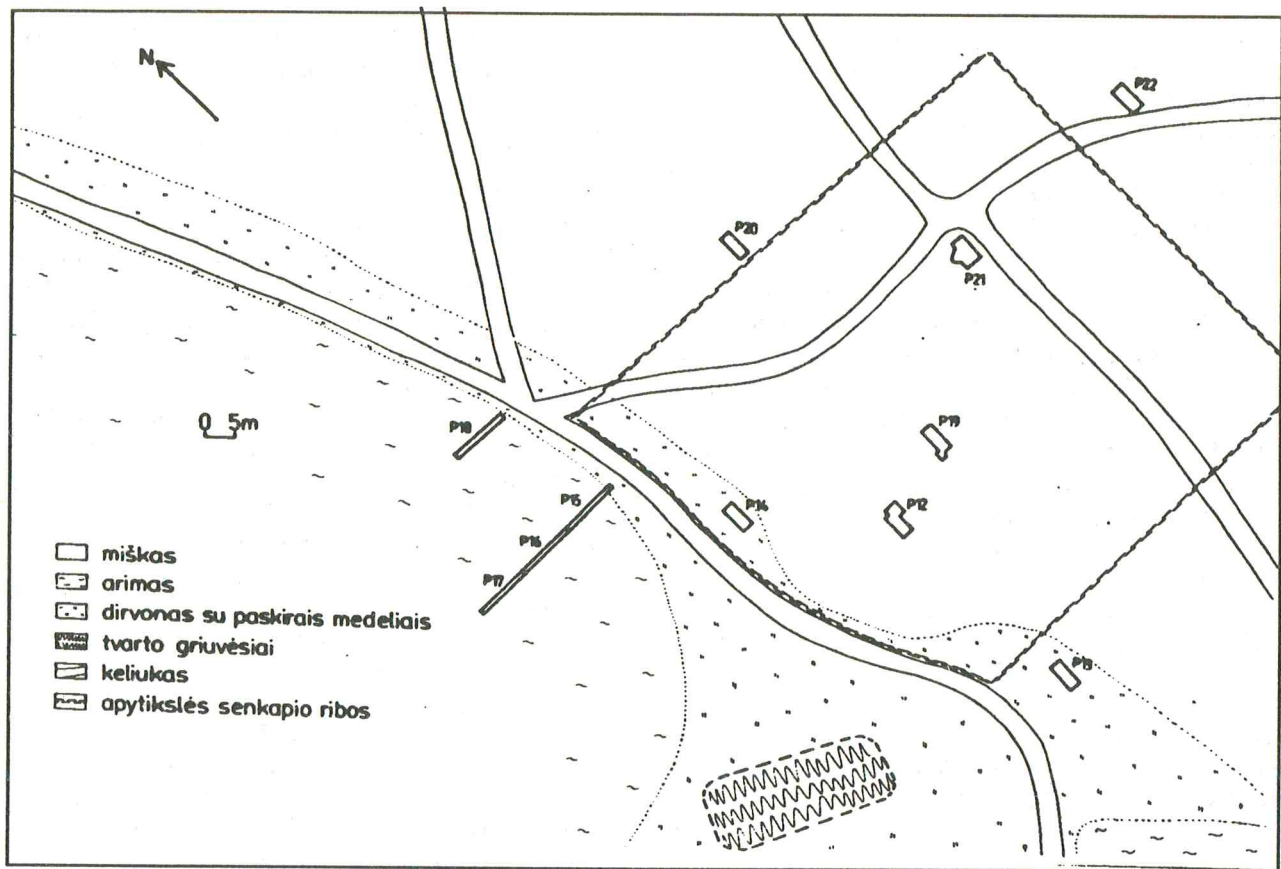 N
P22
P20
P21
P18
P19
0 5m
P15
P14
P12
P16
P17
P13
miškas
arimas
dirvonas su paskirais medeliais
tvarto griuvėsiai
keliukas
apytikslės senkapio ribos